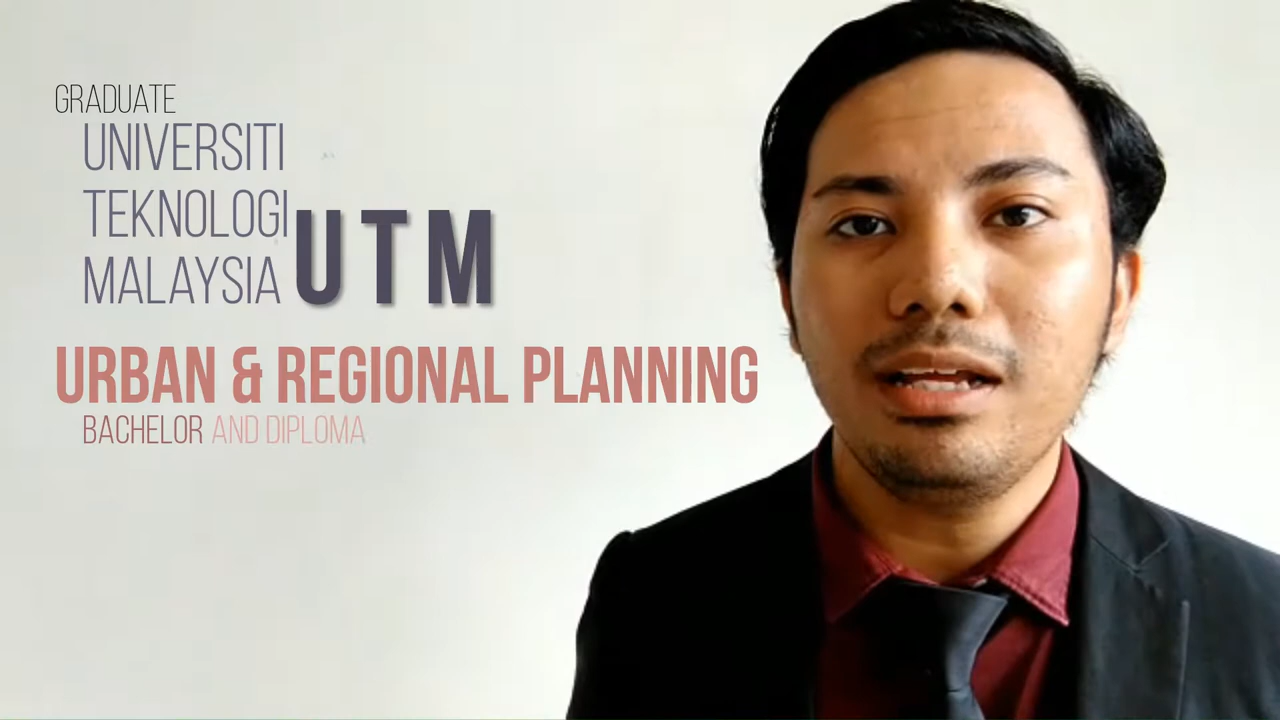 GRADUATE
UNIVERSITI
TEKNOLOGI
MALAYSIA UTM
URBAN & REGIONAL PLANNING
BACHELOR AND DIPLOMA